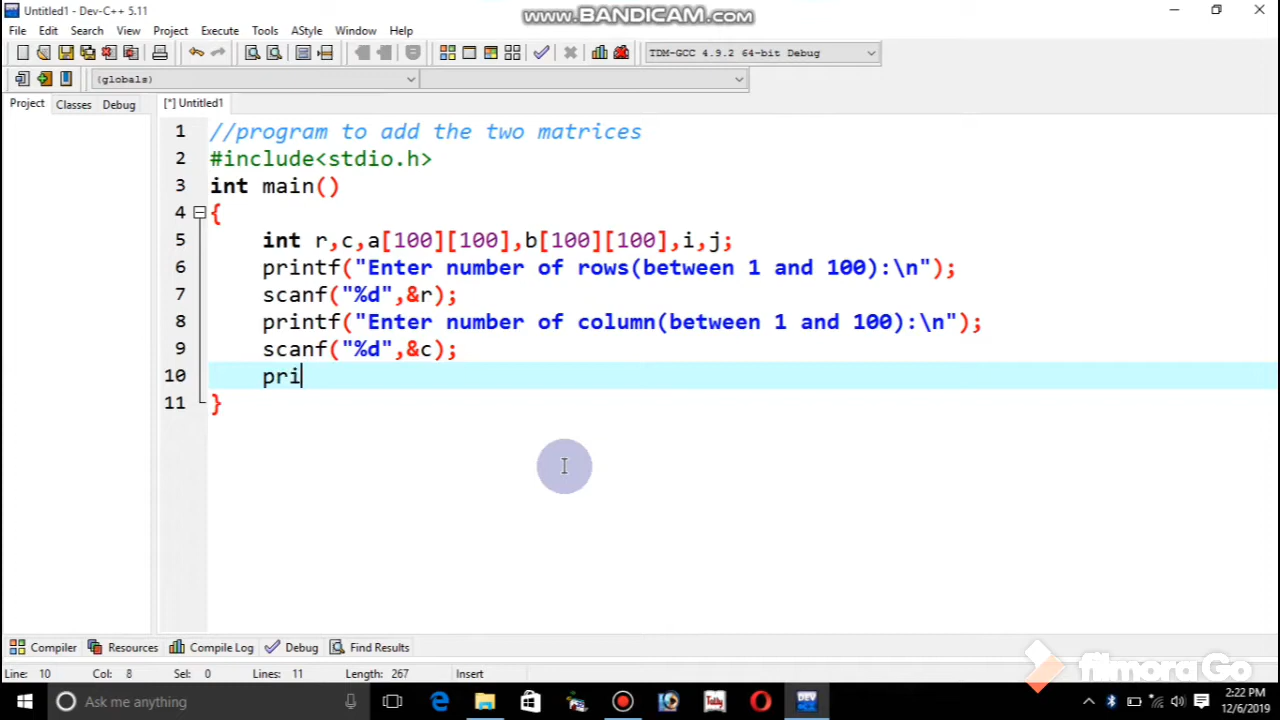 Untitled1 - Dev-C++ 5.11
www.BANDICAM.com
File Edit Search View Project Execute Tools AStyle Window Help
TDM-GCC 4.9.2 64-bit Debug
(globals)
Project Classes Debug [*] Untitled1
1 //program to add the two matrices
2 #include<stdio.h>
3 int main()
4 {
5 int r,c,a[100][100],b[100][100],i,j;
6 printf("Enter number of rows(between 1 and 100):\n");
7 scanf("%d",&r);
8 printf("Enter number of column(between 1 and 100):\n");
9 scanf("%d",&c);
10 pri
11 }
Compiler Resources Compile Log Debug Find Results
filmoraGo
Line: 10 Col: 8 Sel: 0 Lines: 11 Length: 267 Insert
Ask me anything
DEV
2:22 PM
12/6/2019